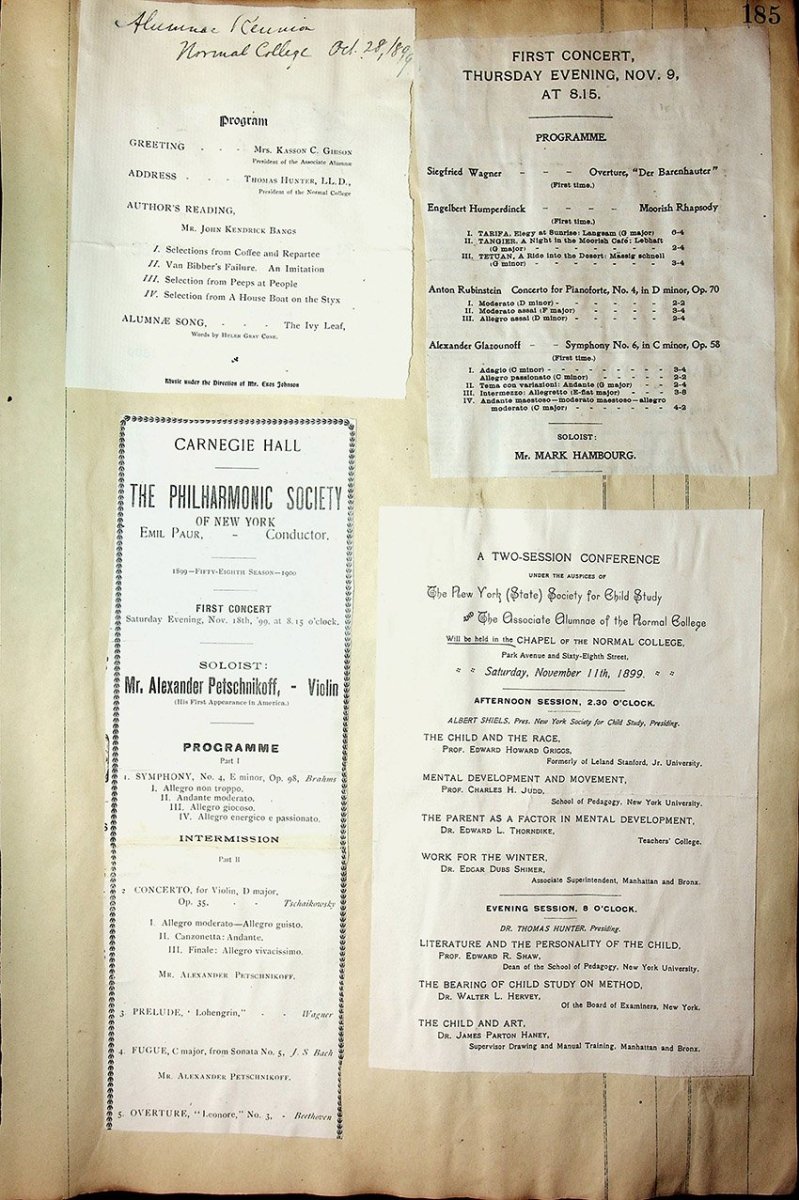 185
Alumnae Reunion
Normal College Oct. 28, 1899
Program
GREETING - - - MRS. KASSON C. GIBSON
President of the Associate Alumnae
ADDRESS - - - THOMAS HUNTER, LL.D.,
President of the Normal College
AUTHOR'S READING,
MR. JOHN KENDRICK BANGS
I. Selections from Coffee and Repartee
II. Van Bibber's Failure. An Imitation
III. Selection from Peeps at People
IV. Selection from A House Boat on the Styx
ALUMNÆ SONG, - - - The Ivy Leaf,
Words by HELEN GRAY CONE.
Music under the Direction of Mr. Enzo Johnson
FIRST CONCERT,
THURSDAY EVENING, NOV. 9,
AT 8.15.
PROGRAMME.
Siegfried Wagner - - - Overture, "Der Barenhauter"
(First time.)
Engelbert Humperdinck - - - - Moorish Rhapsody
(First time.)
I. TARIFA. Elegy at Sunrise: Langsam (G major) 6-4
II. TANGIER. A Night in the Moorish Café: Lebhaft
(G major) - - - - - - - 2-4
III. TETUAN. A Ride into the Desert: Mässig schnell
(G minor) - - - - - - - 3-4
Anton Rubinstein Concerto for Pianoforte, No. 4, in D minor, Op. 70
I. Moderato (D minor) - - - - - - 2-2
II. Moderato assai (F major) - - - - - 3-4
III. Allegro assai (D minor) - - - - - 2-4
Alexander Glazounoff - - Symphony No. 6, in C minor, Op. 58
(First time.)
I. Adagio (C minor) - - - - - - - 3-4
Allegro passionato (C minor) - - - - - 2-2
II. Tema con variazioni: Andante (G major) - - 2-4
III. Intermezzo: Allegretto (E-flat major) - - - 3-8
IV. Andante maestoso—moderato maestoso—allegro
moderato (C major) - - - - - - - 4-2
SOLOIST:
Mr. MARK HAMBOURG.
CARNEGIE HALL
THE PHILHARMONIC SOCIETY
OF NEW YORK
EMIL PAUR, - Conductor.
1899—FIFTY-EIGHTH SEASON—1900
FIRST CONCERT
Saturday Evening, Nov. 18th, '99, at 8.15 o'clock.
SOLOIST:
Mr. Alexander Petschnikoff, - Violin
(His First Appearance in America.)
PROGRAMME
Part I
1. SYMPHONY, No. 4, E minor, Op. 98, Brahms
I. Allegro non troppo.
II. Andante moderato.
III. Allegro giocoso.
IV. Allegro energico e passionato.
INTERMISSION
Part II
2 CONCERTO, for Violin, D major,
Op. 35, - - Tschaikowsky
I. Allegro moderato—Allegro guisto.
II. Canzonetta: Andante.
III. Finale: Allegro vivacissimo.
MR. ALEXANDER PETSCHNIKOFF.
3. PRELUDE, ' Lohengrin," - - Wagner
4. FUGUE, C major, from Sonata No. 5, J. S Bach
MR. ALEXANDER PETSCHNIKOFF.
5. OVERTURE, "Leonore," No. 3, - Beethoven
A TWO-SESSION CONFERENCE
UNDER THE AUSPICES OF
The New York (State) Society for Child Study
and The Associate Alumnae of the Normal College
Will be held in the CHAPEL OF THE NORMAL COLLEGE,
Park Avenue and Sixty-Eighth Street,
" " Saturday, November 11th, 1899. " "
AFTERNOON SESSION, 2.30 O'CLOCK.
ALBERT SHIELS, Pres. New York Society for Child Study, Presiding.
THE CHILD AND THE RACE,
PROF. EDWARD HOWARD GRIGGS,
Formerly of Leland Stanford, Jr. University.
MENTAL DEVELOPMENT AND MOVEMENT,
PROF. CHARLES H. JUDD,
School of Pedagogy, New York University.
THE PARENT AS A FACTOR IN MENTAL DEVELOPMENT,
DR. EDWARD L. THORNDIKE,
Teachers' College.
WORK FOR THE WINTER,
DR. EDGAR DUBS SHIMER,
Associate Superintendent, Manhattan and Bronx.
EVENING SESSION, 8 O'CLOCK.
DR. THOMAS HUNTER, Presiding.
LITERATURE AND THE PERSONALITY OF THE CHILD,
PROF. EDWARD R. SHAW,
Dean of the School of Pedagogy, New York University.
THE BEARING OF CHILD STUDY ON METHOD,
DR. WALTER L. HERVEY,
Of the Board of Examiners, New York.
THE CHILD AND ART,
DR. JAMES PARTON HANEY,
Supervisor Drawing and Manual Training, Manhattan and Bronx.